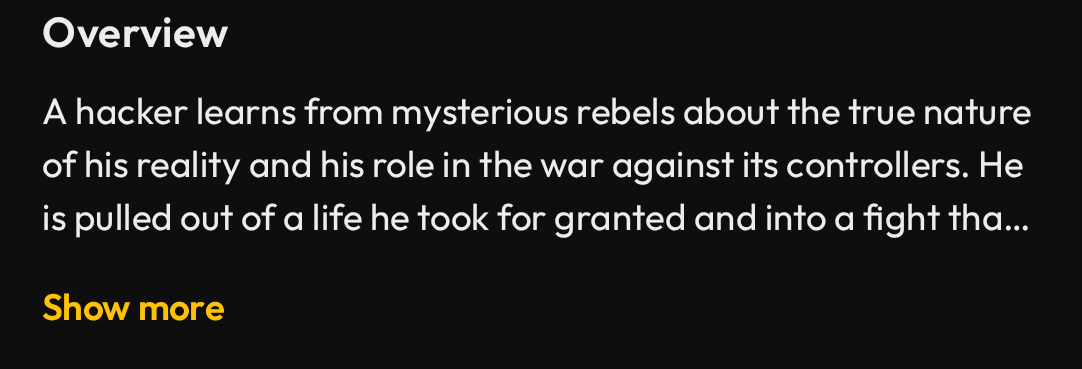 Overview
A hacker learns from mysterious rebels about the true nature
of his reality and his role in the war against its controllers. He
is pulled out of a life he took for granted and into a fight tha...
Show more